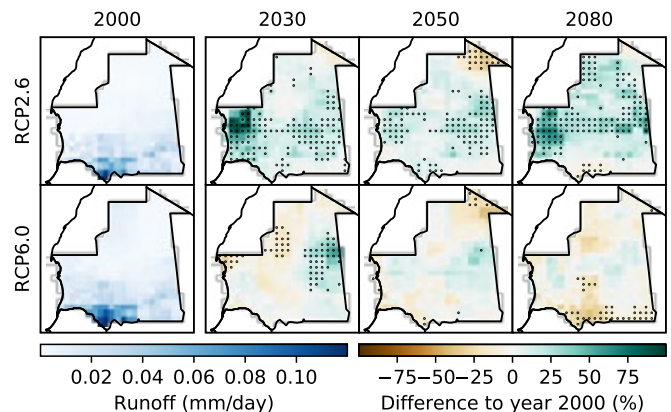 2000 2030 2050 2080
RCP2.6
RCP6.0
0.02 0.04 0.06 0.08 0.10 −75 −50 −25 0 25 50 75
Runoff (mm/day) Difference to year 2000 (%)